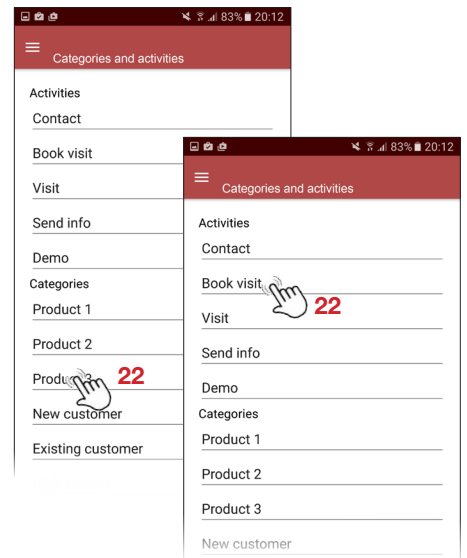 83% 20:12
Categories and activities
Activities
Contact
Book visit
Visit
Send info
Demo
Categories
Product 1
Product 2
Produ 3
22
New customer
Existing customer
83% 20:12
Categories and activities
Activities
Contact
Book visit
22
Visit
Send info
Demo
Categories
Product 1
Product 2
Product 3
New customer